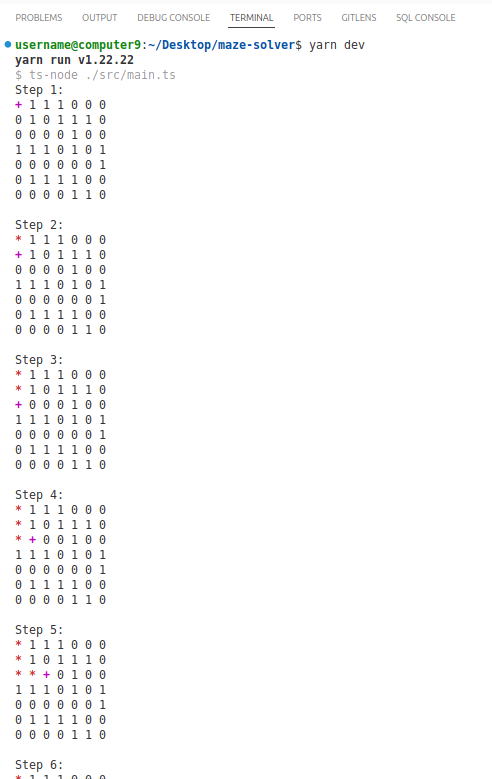 PROBLEMS OUTPUT DEBUG CONSOLE TERMINAL PORTS GITLENS SQL CONSOLE
username@computer9:~/Desktop/maze-solver$ yarn dev
yarn run v1.22.22
$ ts-node ./src/main.ts
Step 1:
+ 1 1 1 0 0 0
0 1 0 1 1 1 0
0 0 0 0 1 0 0
1 1 1 0 1 0 1
0 0 0 0 0 0 1
0 1 1 1 1 0 0
0 0 0 0 1 1 0
Step 2:
* 1 1 1 0 0 0
+ 1 0 1 1 1 0
0 0 0 0 1 0 0
1 1 1 0 1 0 1
0 0 0 0 0 0 1
0 1 1 1 1 0 0
0 0 0 0 1 1 0
Step 3:
* 1 1 1 0 0 0
* 1 0 1 1 1 0
+ 0 0 0 1 0 0
1 1 1 0 1 0 1
0 0 0 0 0 0 1
0 1 1 1 1 0 0
0 0 0 0 1 1 0
Step 4:
* 1 1 1 0 0 0
* 1 0 1 1 1 0
* + 0 0 1 0 0
1 1 1 0 1 0 1
0 0 0 0 0 0 1
0 1 1 1 1 0 0
0 0 0 0 1 1 0
Step 5:
* 1 1 1 0 0 0
* 1 0 1 1 1 0
* * + 0 1 0 0
1 1 1 0 1 0 1
0 0 0 0 0 0 1
0 1 1 1 1 0 0
0 0 0 0 1 1 0
Step 6:
* 1 1 1 0 0 0